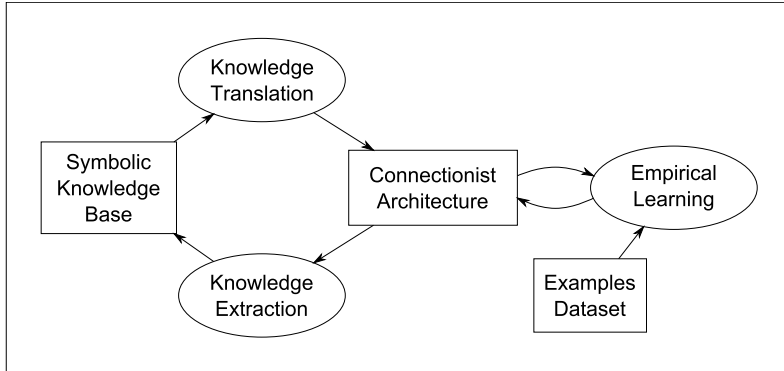 Knowledge
Translation
Symbolic
Knowledge
Base
Connectionist
Architecture
Empirical
Learning
Knowledge
Extraction
Examples
Dataset